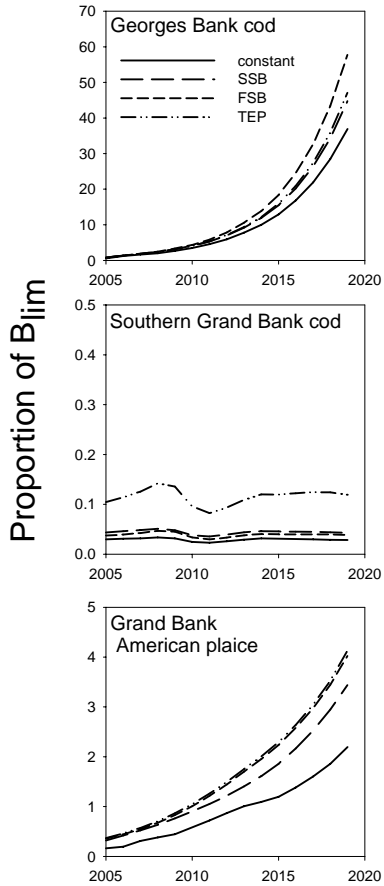 Proportion of Blim
70
60
50
40
30
20
10
0
Georges Bank cod
constant
SSB
FSB
TEP
2005 2010 2015 2020
0.5
0.4
0.3
0.2
0.1
0.0
Southern Grand Bank cod
2005 2010 2015 2020
5
4
3
2
1
0
Grand Bank
American plaice
2005 2010 2015 2020